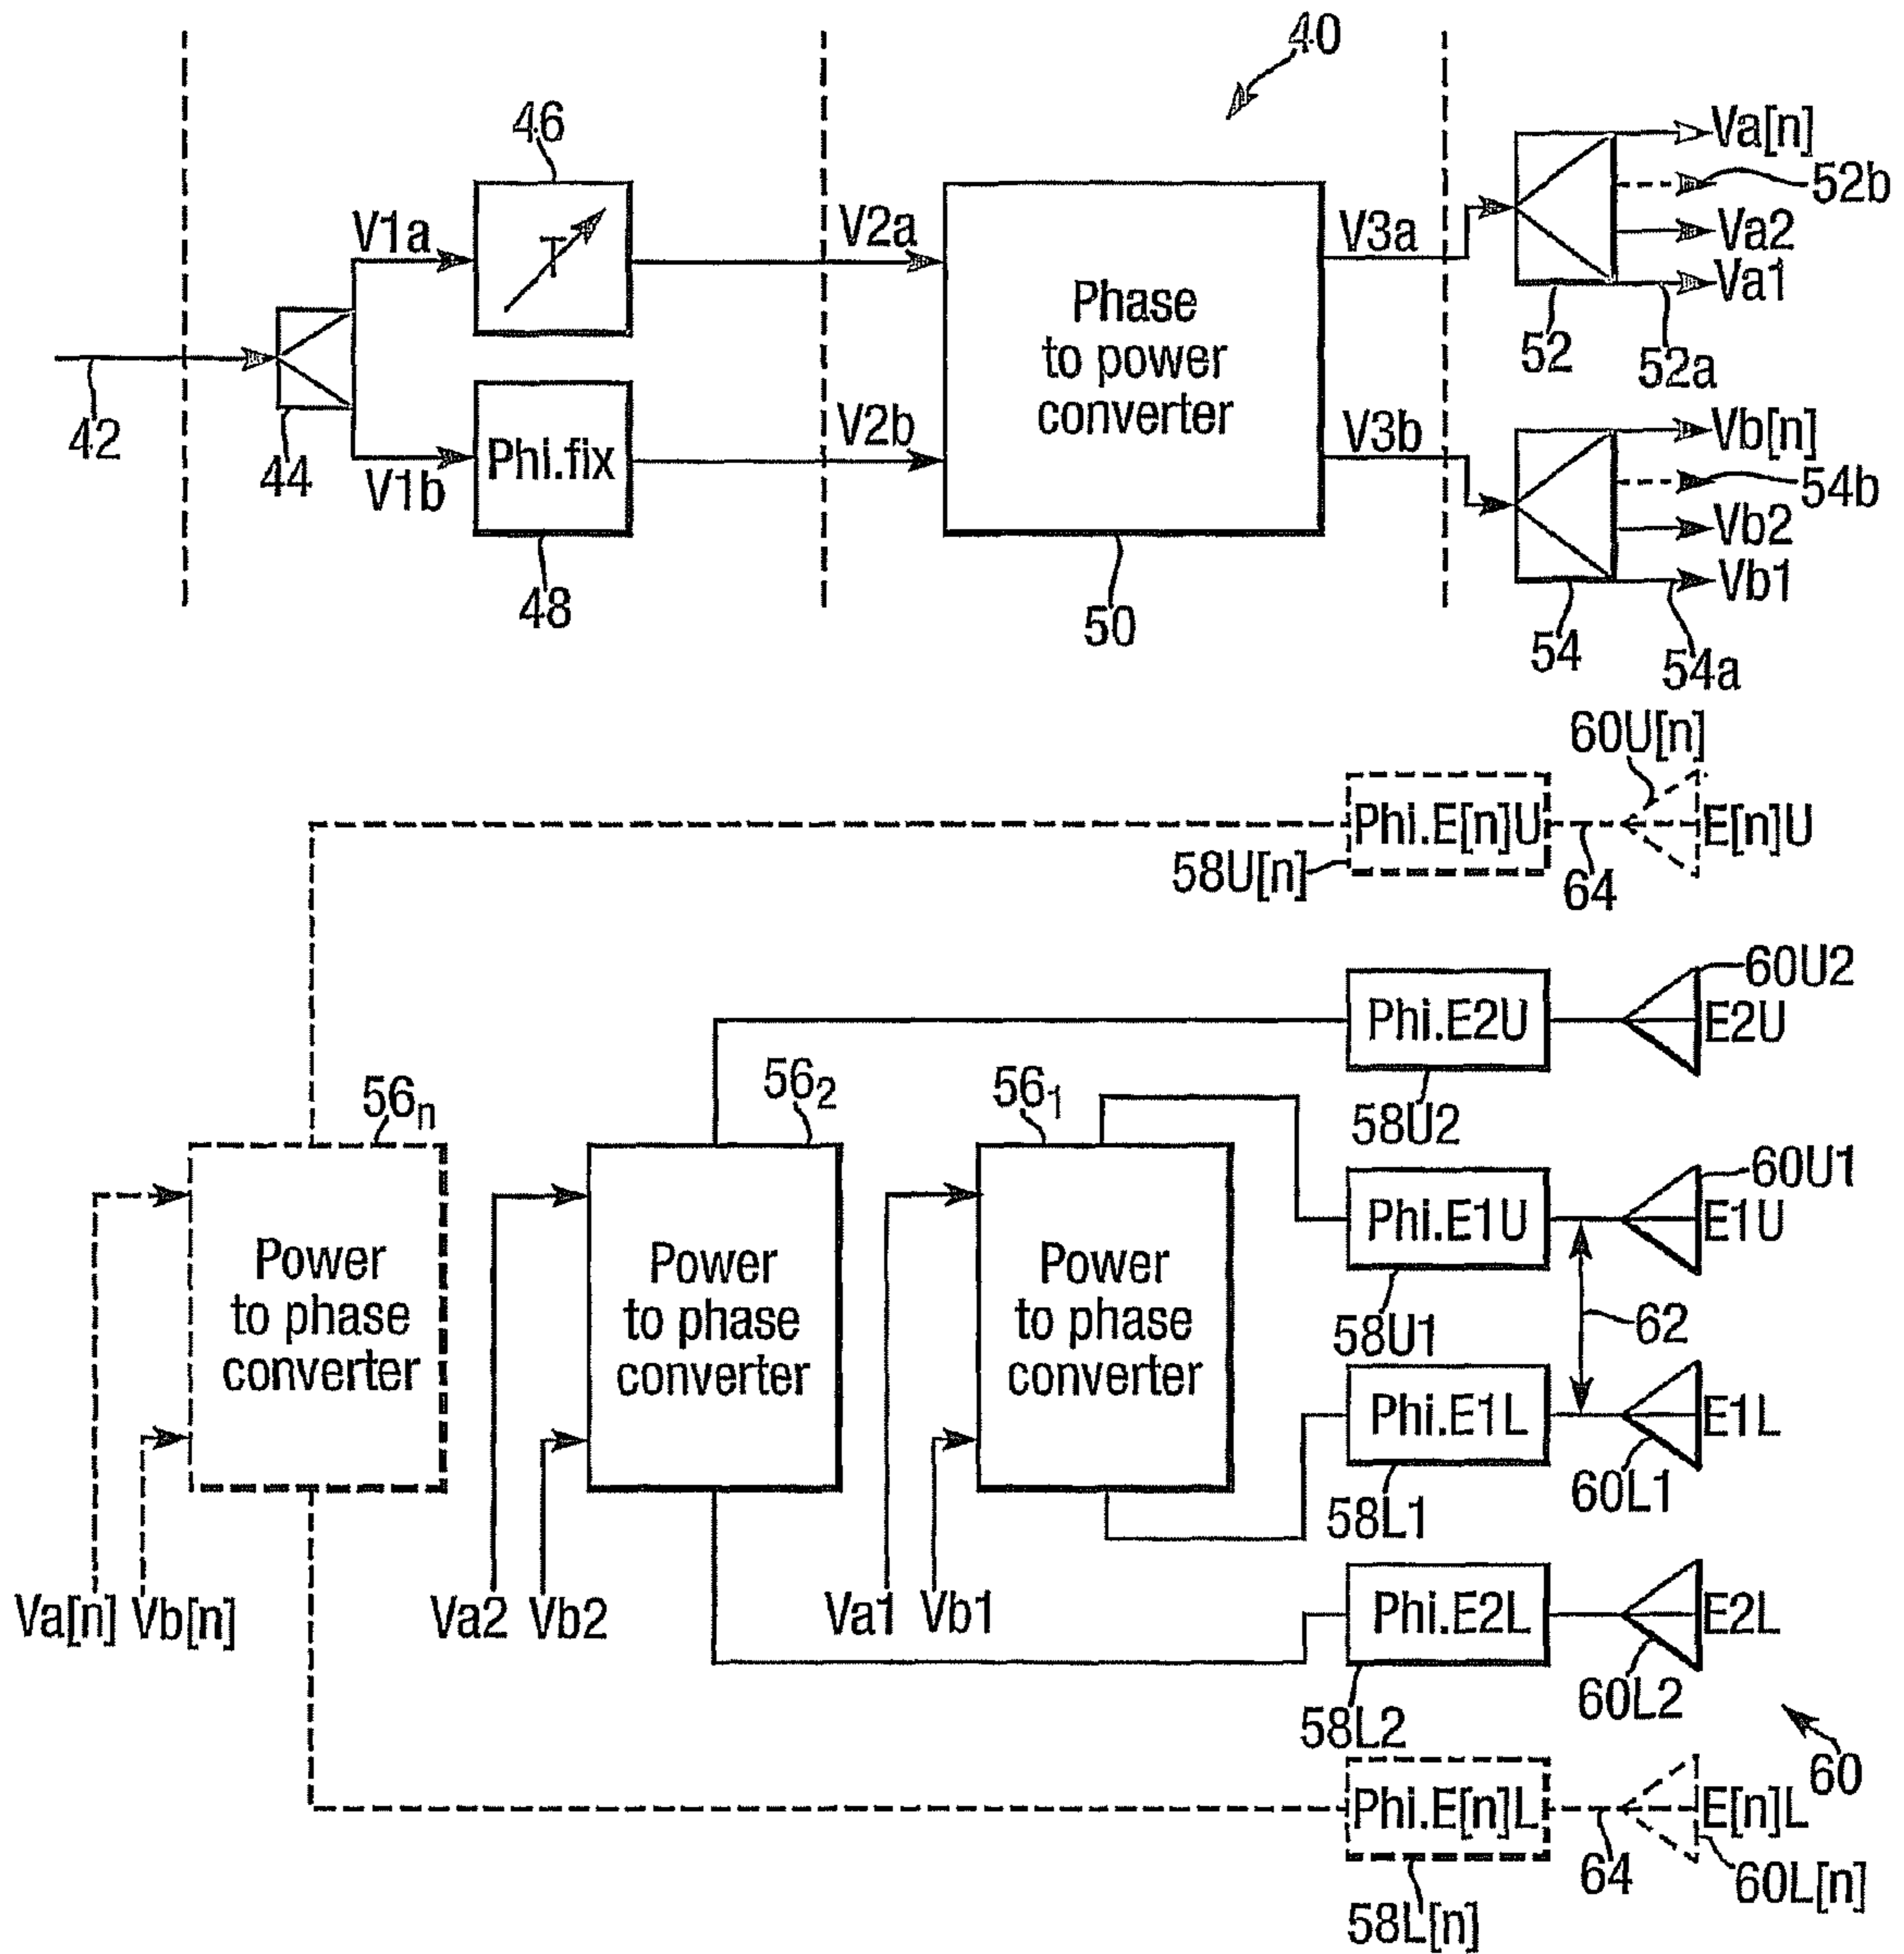 40
46
Va[n]
52b
V1a
T
V2a
V3a
Va2
Va1
Phase
to power
converter
52
52a
42
44
V1b
Phi.fix
V2b
V3b
Vb[n]
54b
Vb2
Vb1
48
50
54
54a
60U[n]
Phi.E[n]U
E[n]U
58U[n]
64
60U2
Phi.E2U
E2U
58U2
56n
562
561
60U1
Phi.E1U
E1U
Power
to phase
converter
Power
to phase
converter
Power
to phase
converter
58U1
62
Phi.E1L
E1L
58L1
60L1
Va[n]
Vb[n]
Va2
Vb2
Va1
Vb1
Phi.E2L
E2L
58L2
60L2
60
Phi.E[n]L
E[n]L
64
60L[n]
58L[n]